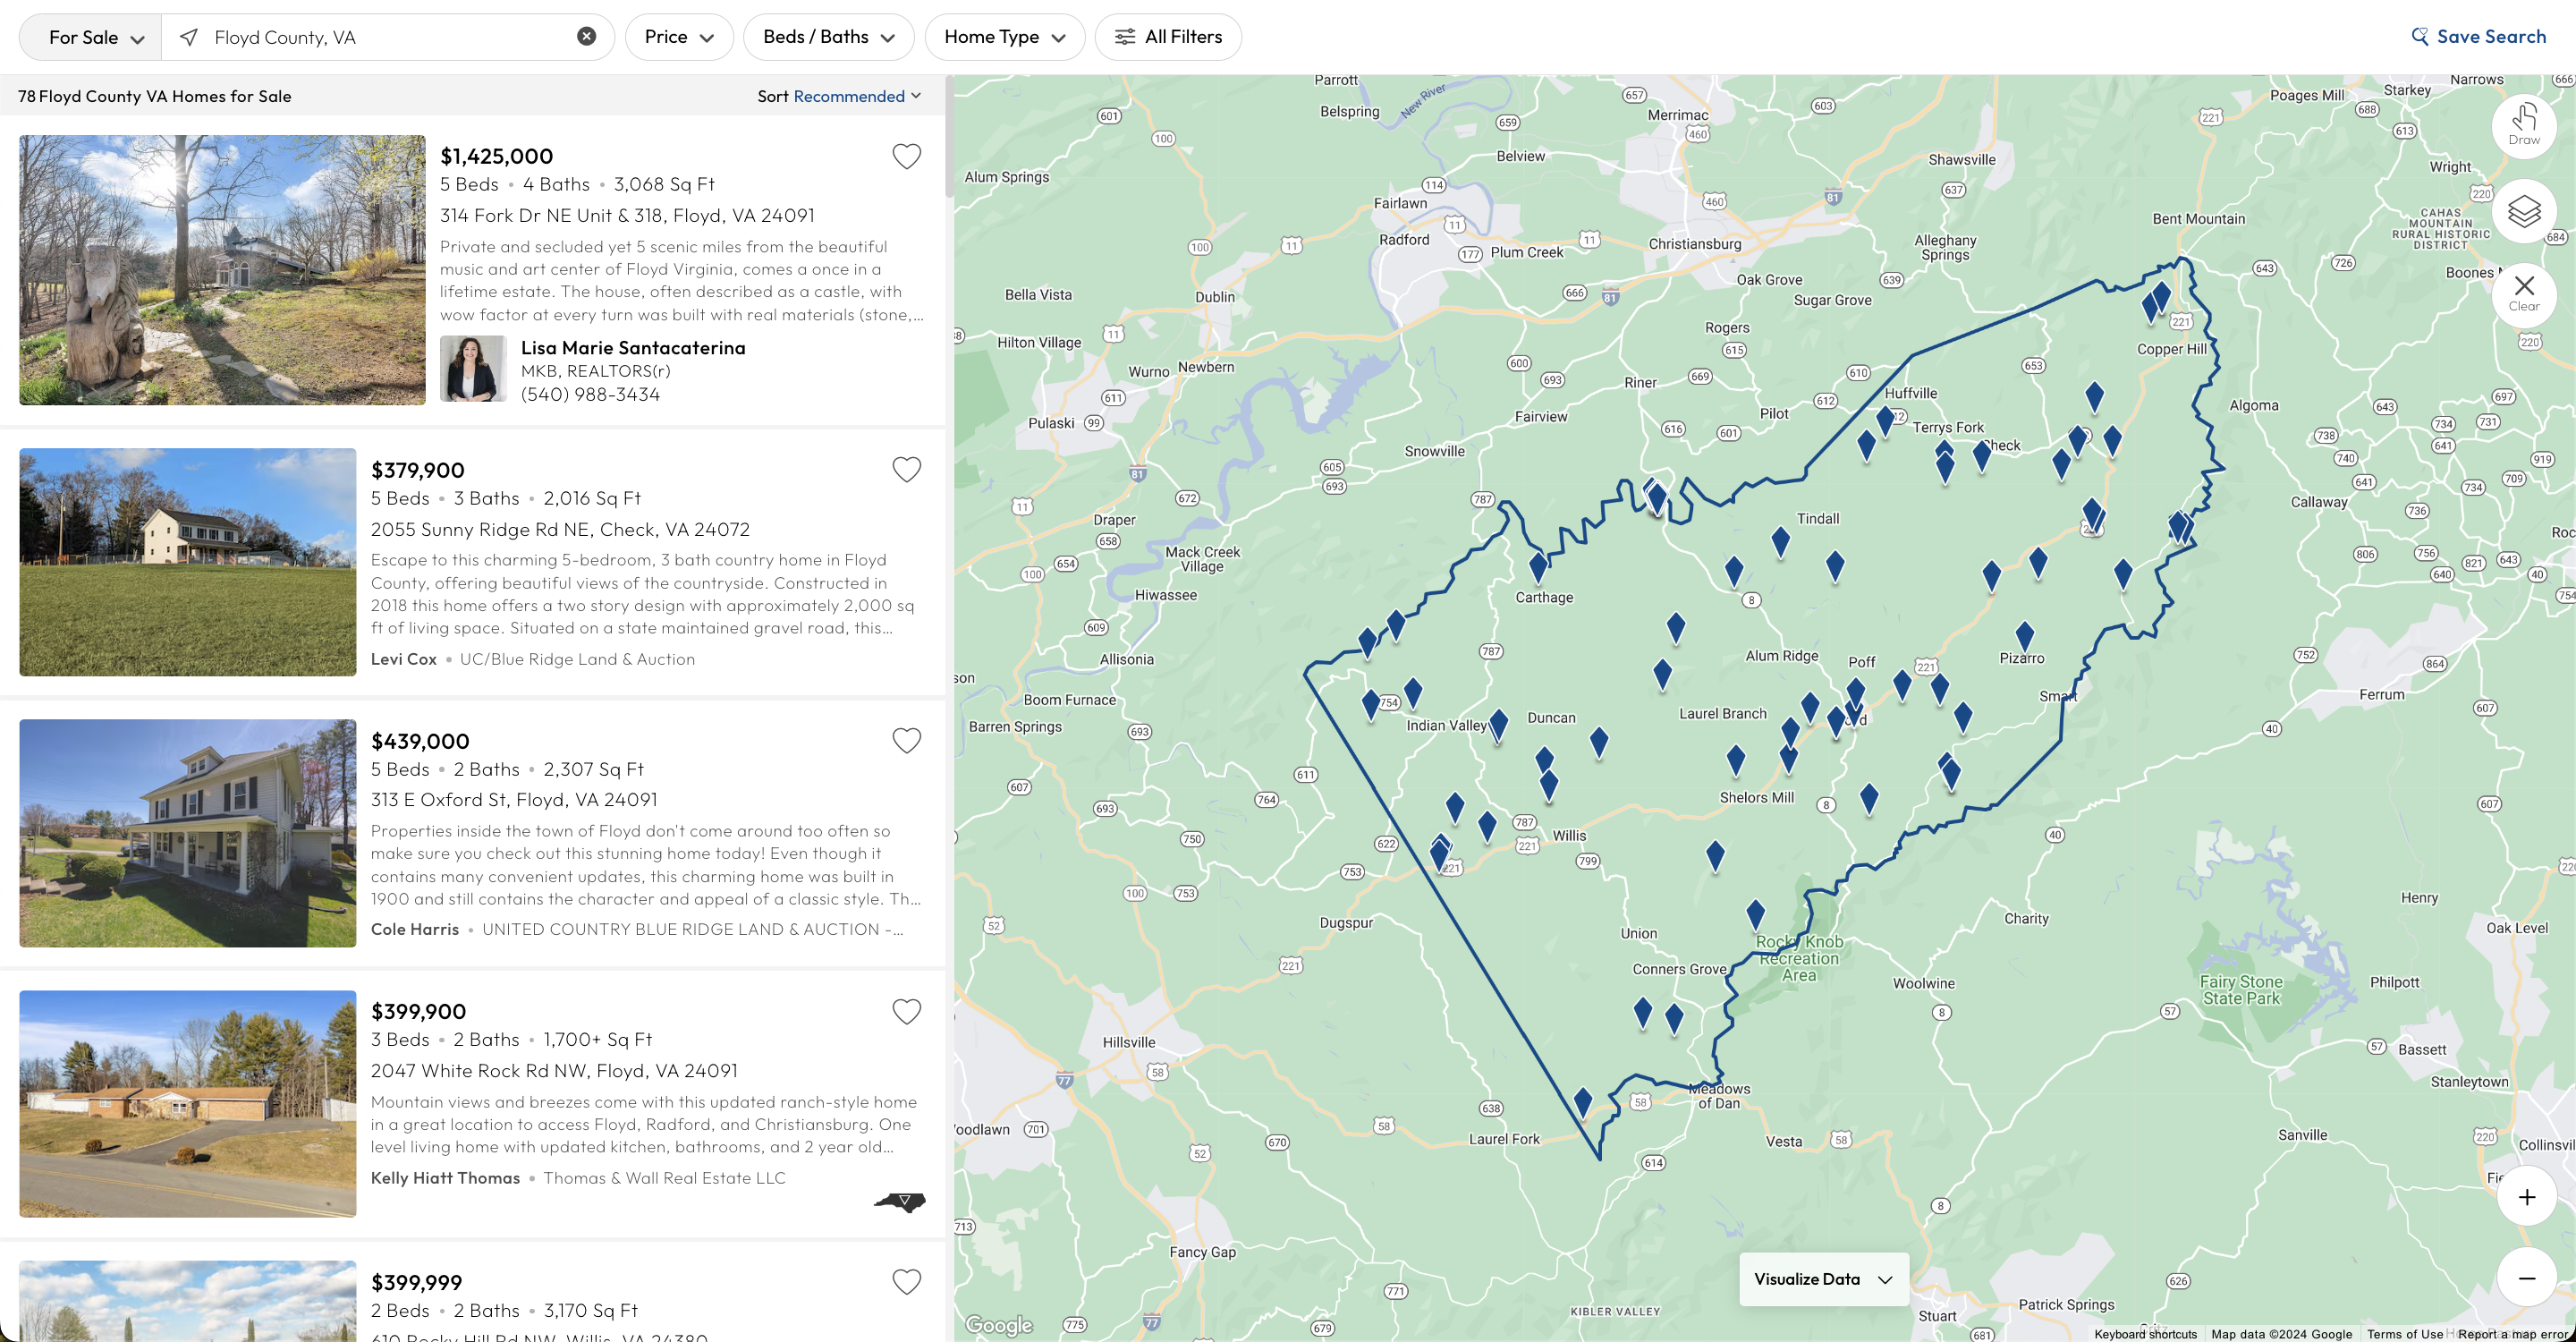 For Sale
Floyd County, VA
Price
Beds / Baths
Home Type
All Filters
Save Search
78 Floyd County VA Homes for Sale
Sort Recommended
$1,425,000
5 Beds • 4 Baths • 3,068 Sq Ft
314 Fork Dr NE Unit & 318, Floyd, VA 24091
Private and secluded yet 5 scenic miles from the beautiful
music and art center of Floyd Virginia, comes a once in a
lifetime estate. The house, often described as a castle, with
wow factor at every turn was built with real materials (stone,...
Lisa Marie Santacaterina
MKB, REALTORS(r)
(540) 988-3434
$379,900
5 Beds • 3 Baths • 2,016 Sq Ft
2055 Sunny Ridge Rd NE, Check, VA 24072
Escape to this charming 5-bedroom, 3 bath country home in Floyd
County, offering beautiful views of the countryside. Constructed in
2018 this home offers a two story design with approximately 2,000 sq
ft of living space. Situated on a state maintained gravel road, this...
Levi Cox • UC/Blue Ridge Land & Auction
$439,000
5 Beds • 2 Baths • 2,307 Sq Ft
313 E Oxford St, Floyd, VA 24091
Properties inside the town of Floyd don't come around too often so
make sure you check out this stunning home today! Even though it
contains many convenient updates, this charming home was built in
1900 and still contains the character and appeal of a classic style. Th...
Cole Harris • UNITED COUNTRY BLUE RIDGE LAND & AUCTION -...
$399,900
3 Beds • 2 Baths • 1,700+ Sq Ft
2047 White Rock Rd NW, Floyd, VA 24091
Mountain views and breezes come with this updated ranch-style home
in a great location to access Floyd, Radford, and Christiansburg. One
level living home with updated kitchen, bathrooms, and 2 year old...
Kelly Hiatt Thomas • Thomas & Wall Real Estate LLC
$399,999
2 Beds • 2 Baths • 3,170 Sq Ft
610 Rocky Hill Rd NW, Willis, VA 24380
Parrott
Belspring
New River
Merrimac
Belview
Shawsville
Poages Mill
Starkey
Narrows
Wright
Draw
Alum Springs
Fairlawn
Radford
Plum Creek
Christiansburg
Alleghany
Springs
Bent Mountain
CAHAS
MOUNTAIN
RURAL HISTORIC
DISTRICT
Boones
Clear
Bella Vista
Dublin
Oak Grove
Sugar Grove
Hilton Village
Wurno
Newbern
Rogers
Riner
Copper Hill
Pulaski
Fairview
Pilot
Huffville
Terrys Fork
Check
Algoma
Snowville
Callaway
Draper
Mack Creek
Village
Tindall
Hiwassee
Carthage
Allisonia
Alum Ridge
Poff
Pizarro
Boom Furnace
Barren Springs
Indian Valley
Duncan
Laurel Branch
Smart
Ferrum
Shelors Mill
Willis
Dugspur
Union
Charity
Henry
Oak Level
Rocky Knob
Recreation
Area
Conners Grove
Woolwine
Fairy Stone
State Park
Philpott
Hillsville
Bassett
Stanleytown
Meadows
of Dan
Laurel Fork
Vesta
Sanville
Collinsvi
Fancy Gap
Visualize Data
KIBLER VALLEY
Stuart
Patrick Springs
Google
Keyboard shortcuts
Map data ©2024 Google
Terms of Use
Report a map error